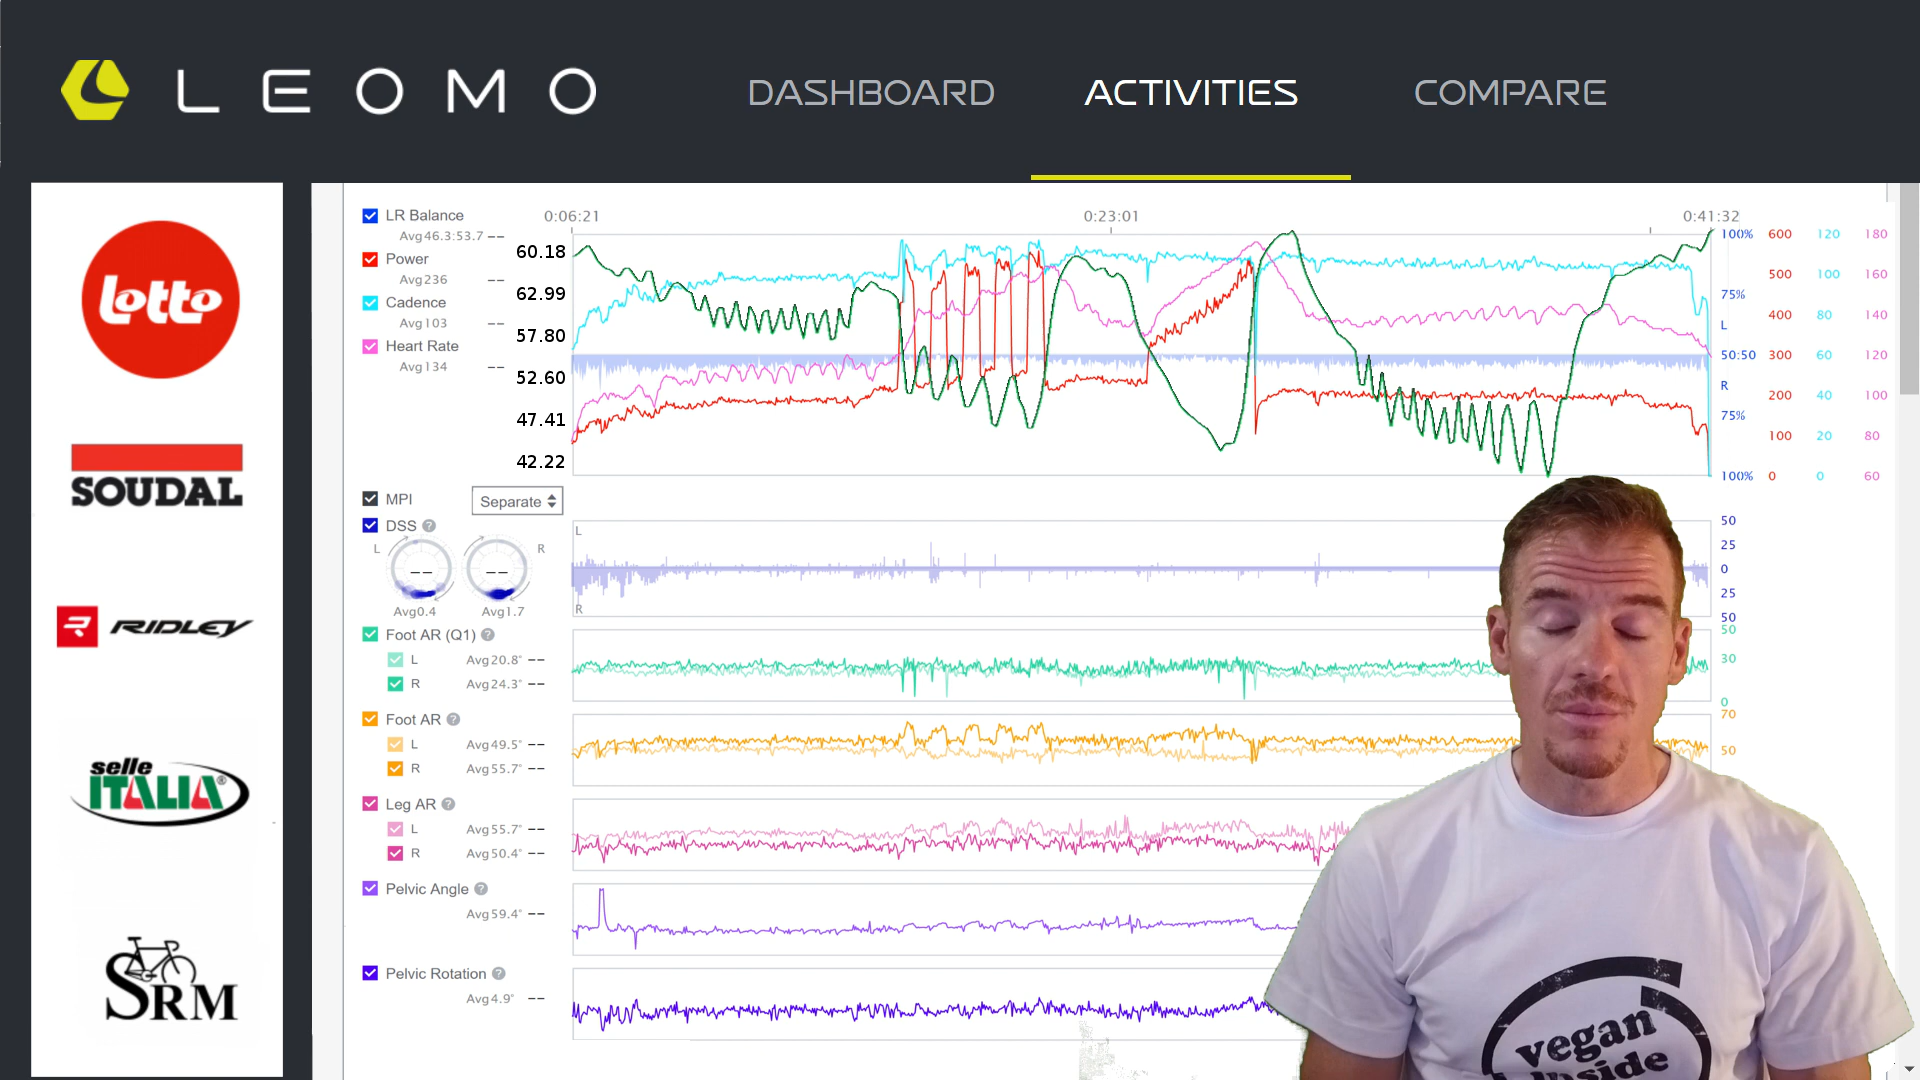 LEOMO
DASHBOARD
ACTIVITIES
COMPARE
lotto
SOUDAL
R RIDLEY
selle
ITALIA®
SRM
LR Balance
Avg46.3:53.7 --
Power
Avg236 --
Cadence
Avg103 --
Heart Rate
Avg134 --
0:06:21
0:23:01
0:41:32
60.18
62.99
57.80
52.60
47.41
42.22
100% 600 120 180
500 100 160
75%
400 80 140
L
50:50 300 60 120
R
200 40 100
75%
100 20 80
100% 0 0 60
MPI
Separate
DSS ?
L R
-- --
Avg0.4 Avg1.7
L
R
50
25
0
25
50
Foot AR (Q1) ?
L Avg20.8° --
R Avg24.3° --
50
30
0
Foot AR ?
L Avg49.5° --
R Avg55.7° --
70
50
Leg AR ?
L Avg55.7° --
R Avg50.4° --
Pelvic Angle ?
Avg59.4° --
Pelvic Rotation ?
Avg4.9° --
vegan
inside